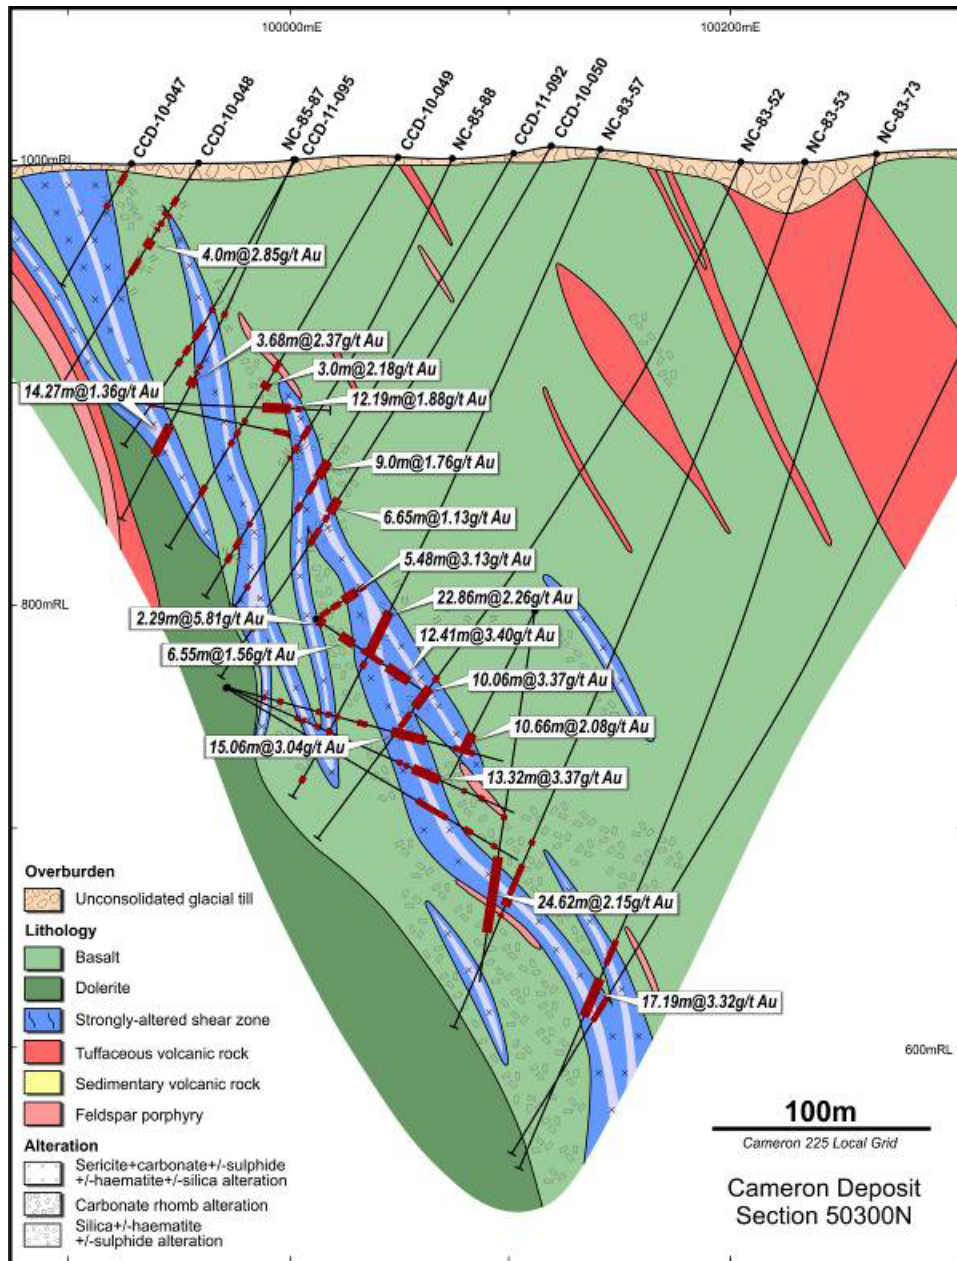 100000mE
100200mE
CCD-10-047
CCD-10-048
NC-85-87
CCD-11-095
CCD-10-049
NC-85-88
CCD-11-092
CCD-10-050
NC-83-57
NC-83-52
NC-83-53
NC-83-73
1000mRL
4.0m@2.85g/t Au
3.68m@2.37g/t Au
3.0m@2.18g/t Au
14.27m@1.36g/t Au
12.19m@1.88g/t Au
9.0m@1.76g/t Au
6.65m@1.13g/t Au
5.48m@3.13g/t Au
800mRL
22.86m@2.26g/t Au
2.29m@5.81g/t Au
12.41m@3.40g/t Au
6.55m@1.56g/t Au
10.06m@3.37g/t Au
10.66m@2.08g/t Au
15.06m@3.04g/t Au
13.32m@3.37g/t Au
24.62m@2.15g/t Au
17.19m@3.32g/t Au
600mRL
Overburden
Unconsolidated glacial till
Lithology
Basalt
Dolerite
Strongly-altered shear zone
Tuffaceous volcanic rock
Sedimentary volcanic rock
Feldspar porphyry
Alteration
Sericite+carbonate+/-sulphide
+/-haematite+/-silica alteration
Carbonate rhomb alteration
Silica+/-haematite
+/-sulphide alteration
100m
Cameron 225 Local Grid
Cameron Deposit
Section 50300N